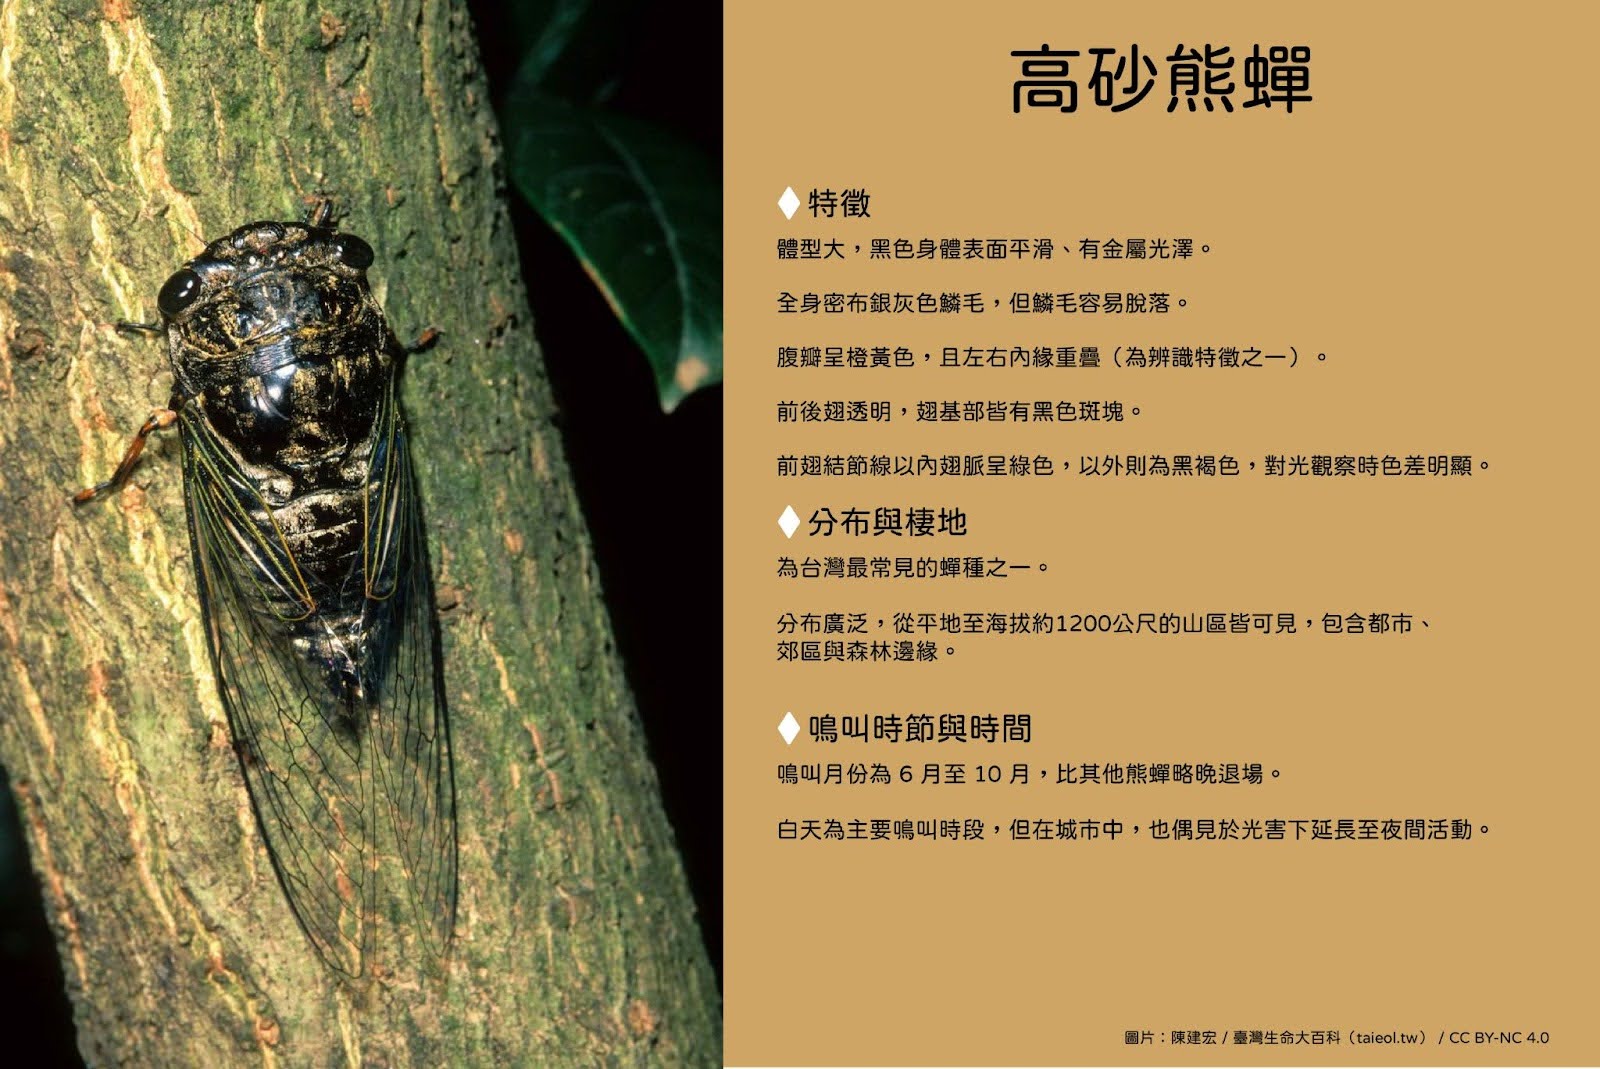 高砂熊蟬
特徵
體型大，黑色身體表面平滑、有金屬光澤。
全身密布銀灰色鱗毛，但鱗毛容易脫落。
腹瓣呈橙黃色，且左右內緣重疊（為辨識特徵之一）。
前後翅透明，翅基部皆有黑色斑塊。
前翅結節線以內翅脈呈綠色，以外則為黑褐色，對光觀察時色差明顯。
分布與棲地
為台灣最常見的蟬種之一。
分布廣泛，從平地至海拔約1200公尺的山區皆可見，包含都市、
郊區與森林邊緣。
鳴叫時節與時間
鳴叫月份為 6 月至 10 月，比其他熊蟬略晚退場。
白天為主要鳴叫時段，但在城市中，也偶見於光害下延長至夜間活動。
圖片：陳建宏 / 臺灣生命大百科（taieol.tw） / CC BY-NC 4.0